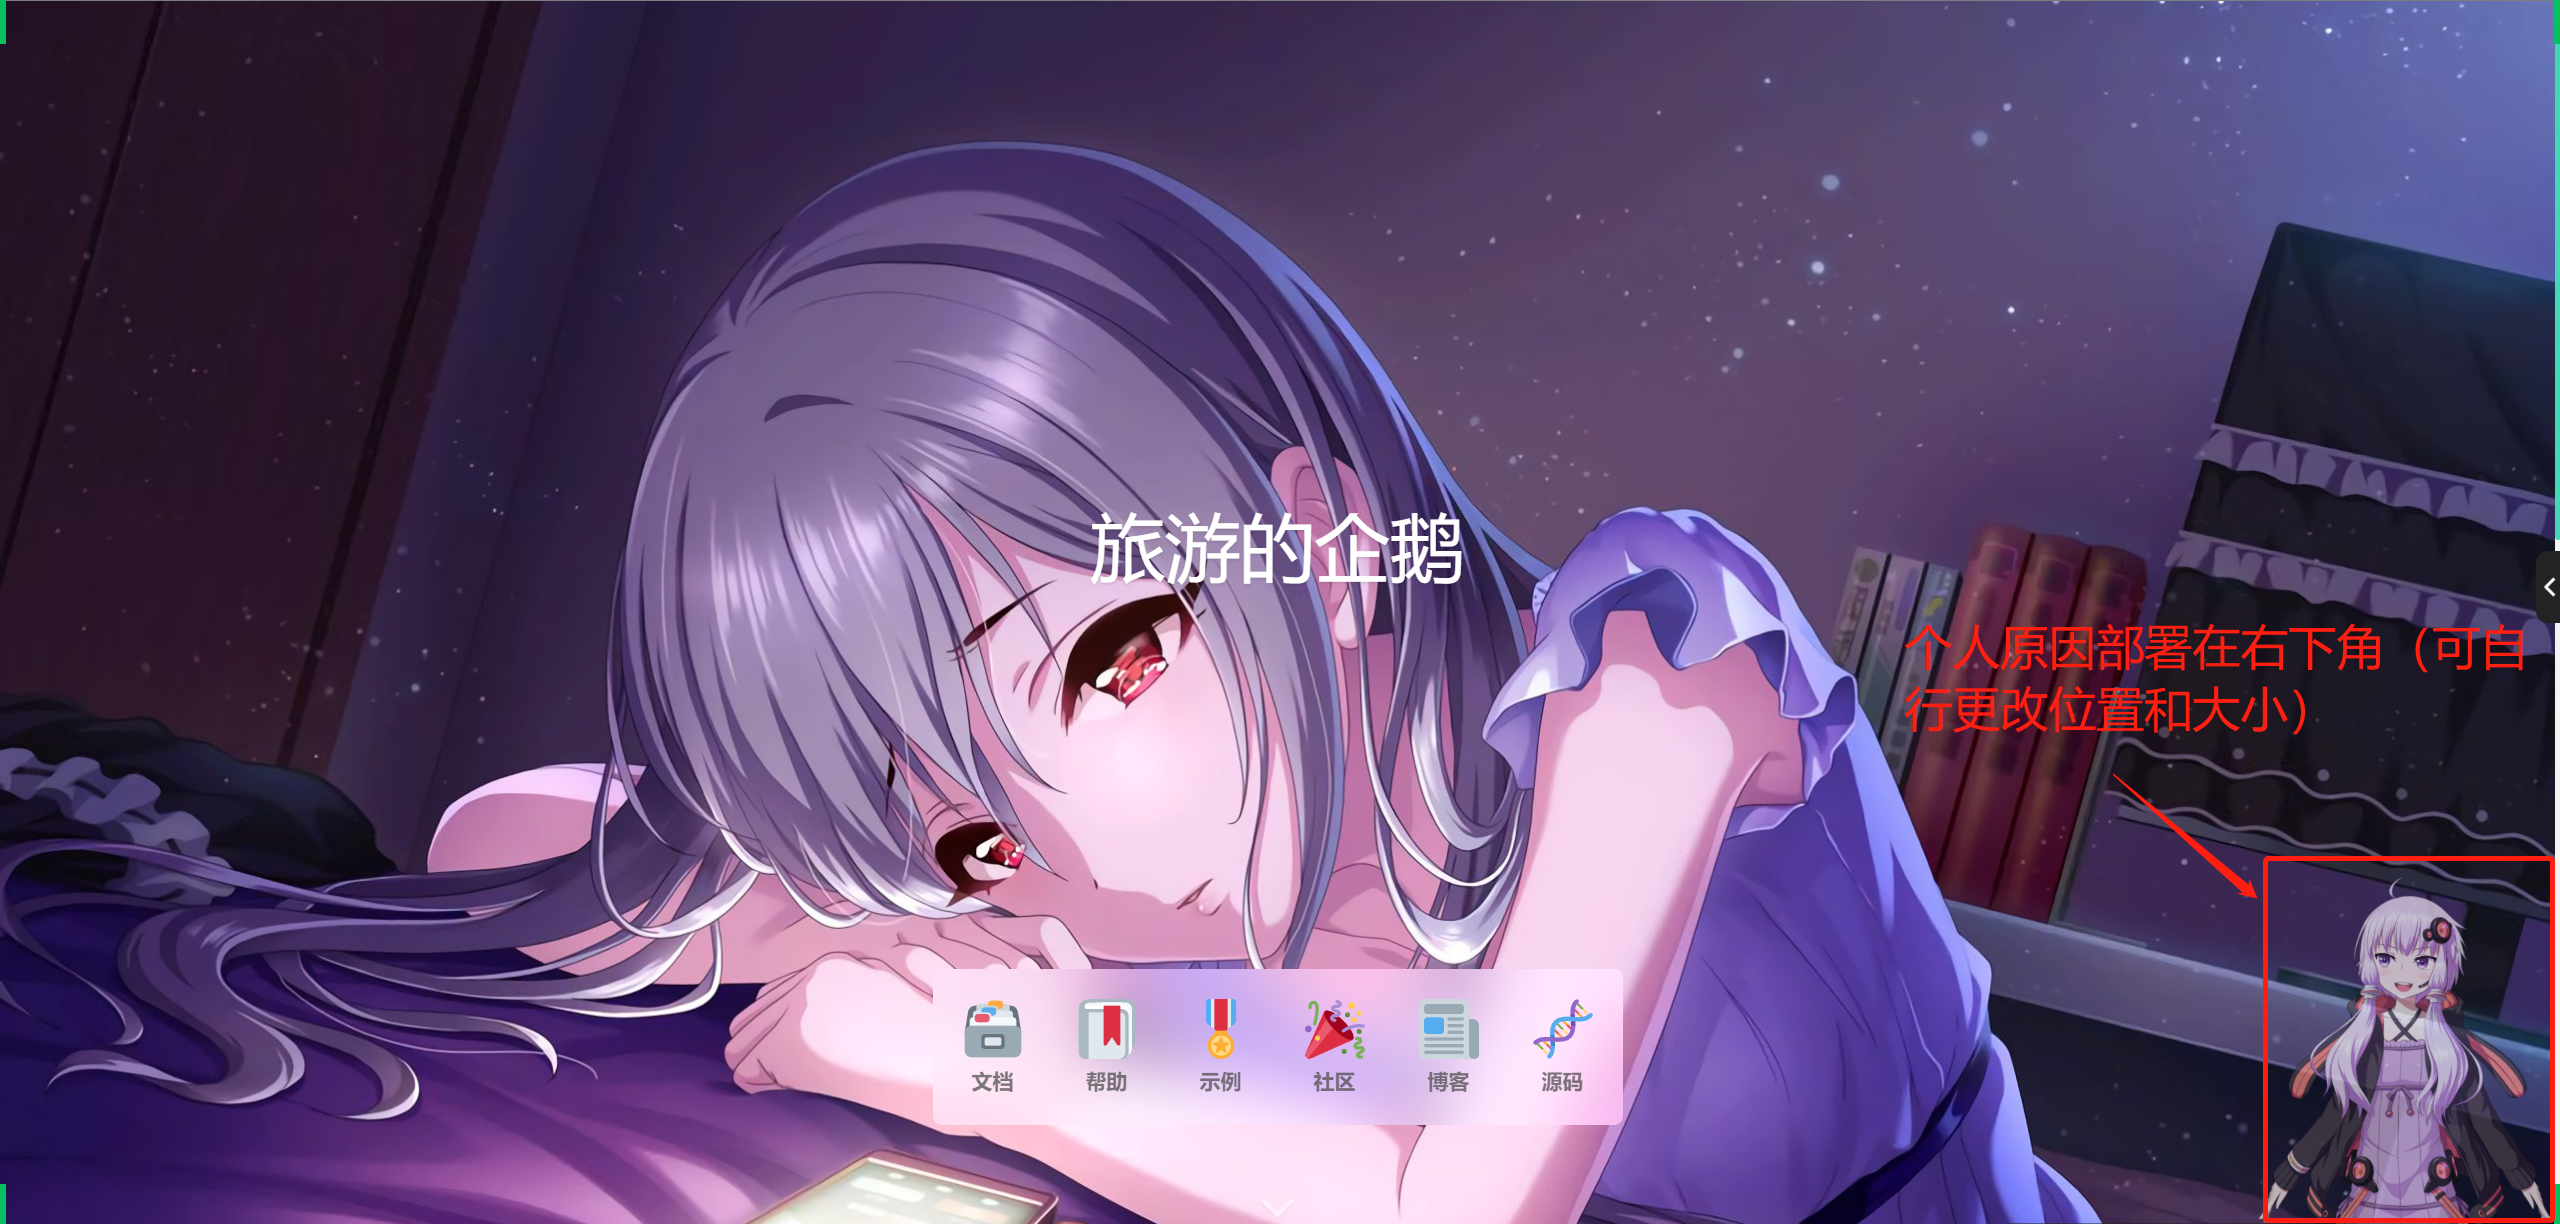 旅游的企鹅
个人原因部署在右下角（可自
行更改位置和大小）
文档
帮助
示例
社区
博客
源码